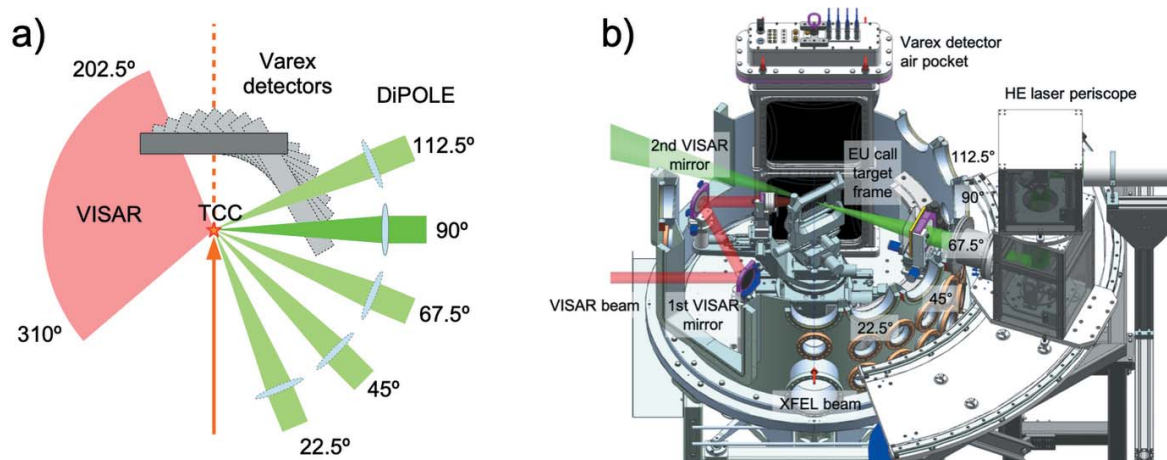 a)
202.5º
Varex
detectors
DiPOLE
112.5º
VISAR
TCC
90º
67.5º
310º
45º
22.5º
b)
Varex detector
air pocket
HE laser periscope
2nd VISAR
mirror
EU call
target
frame
112.5°
90°
67.5°
45°
22.5°
VISAR beam
1st VISAR
mirror
XFEL beam